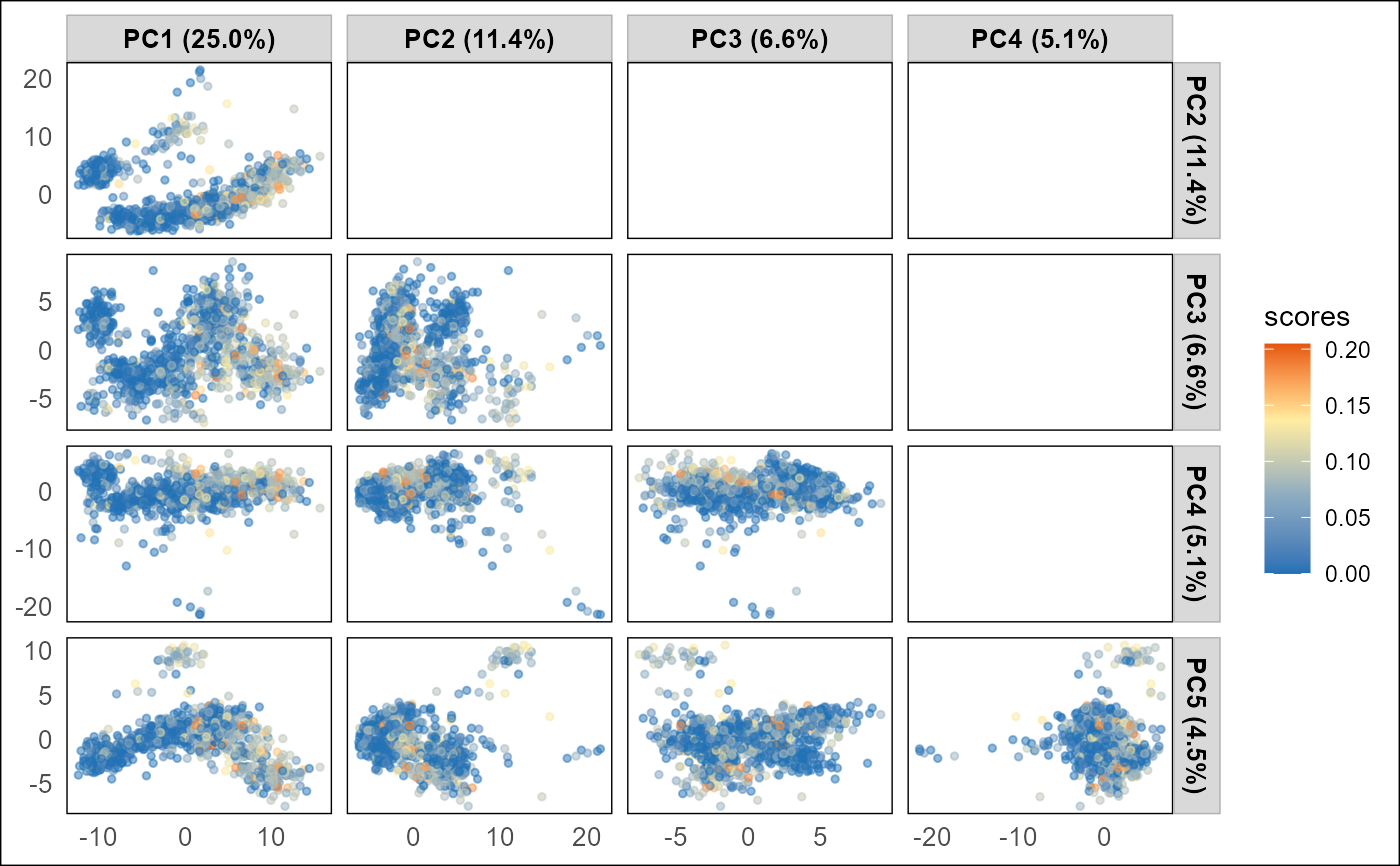 PC1 (25.0%) PC2 (11.4%) PC3 (6.6%) PC4 (5.1%)
20
10
0
PC2 (11.4%)
5
0
-5
PC3 (6.6%)
0
-10
-20
PC4 (5.1%)
10
5
0
-5
PC5 (4.5%)
-10 0 10 0 10 20 -5 0 5 -20 -10 0
scores
0.20
0.15
0.10
0.05
0.00